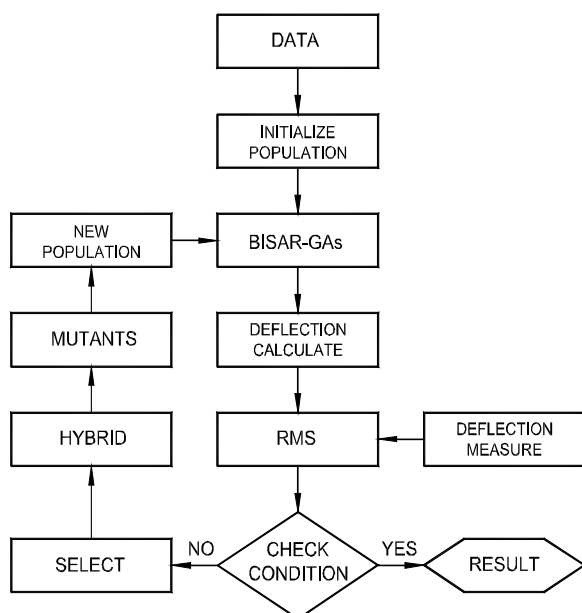 DATA
INITIALIZE
POPULATION
NEW
POPULATION
BISAR-GAs
MUTANTS
DEFLECTION
CALCULATE
HYBRID
RMS
DEFLECTION
MEASURE
SELECT
NO
CHECK
CONDITION
YES
RESULT